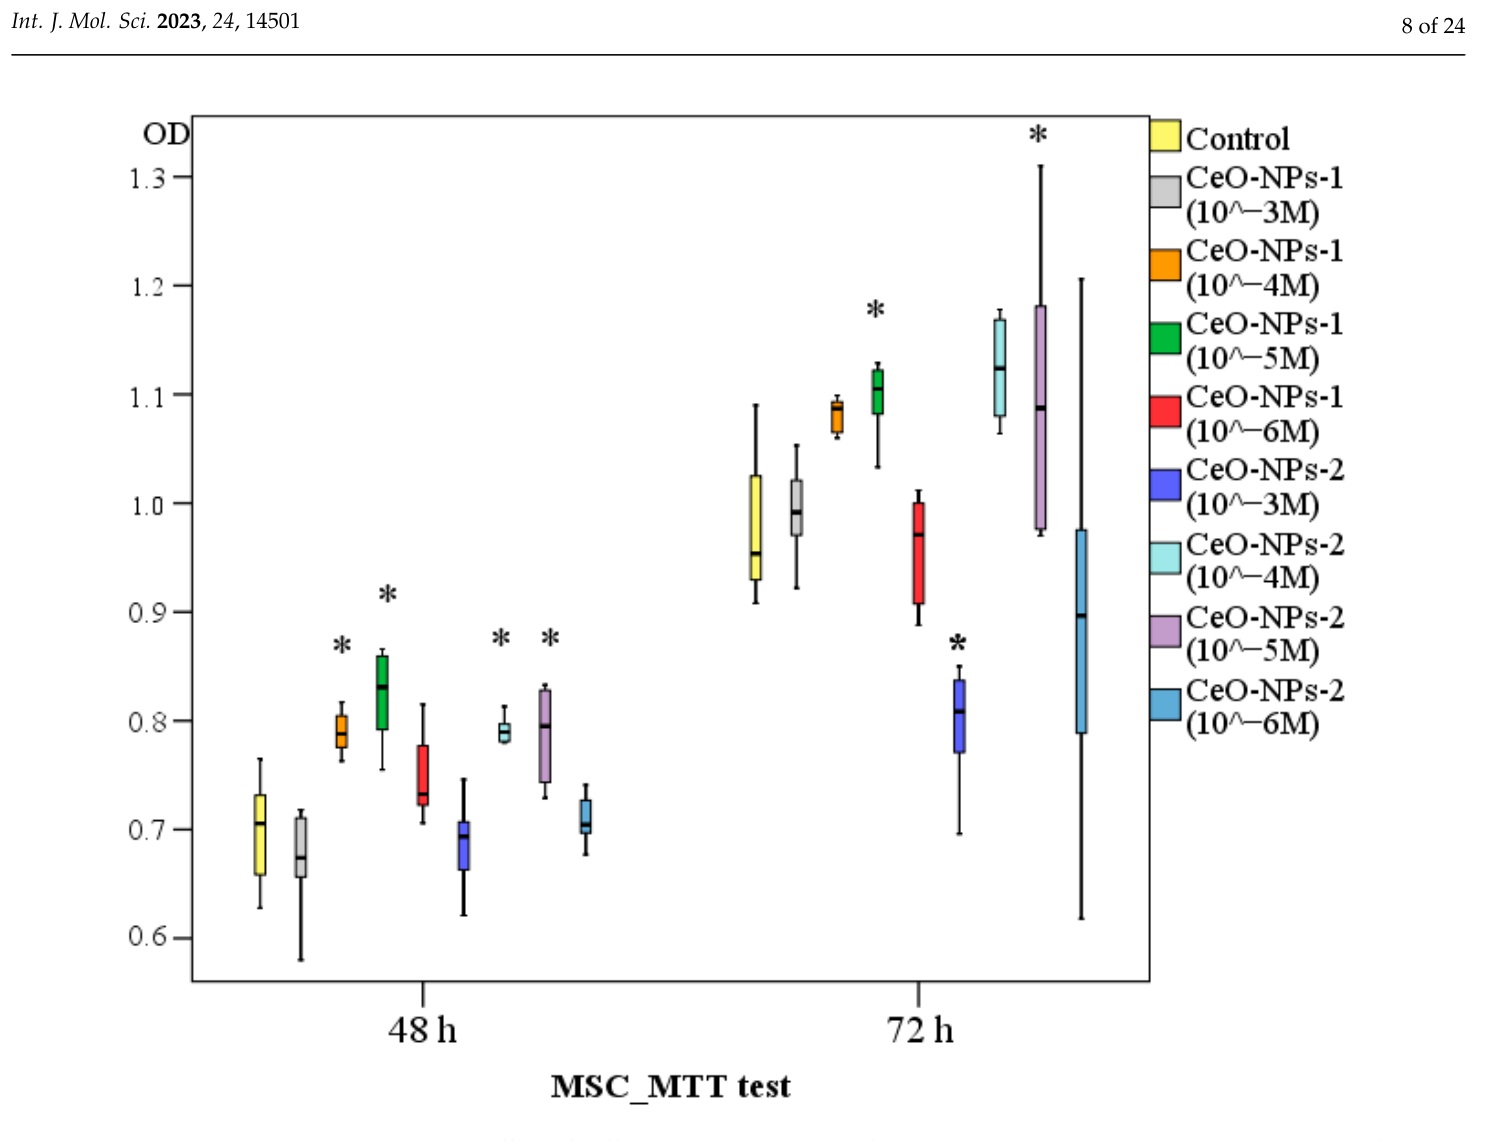 Int. J. Mol. Sci. 2023, 24, 14501
8 of 24
OD
1.3
1.2
1.1
1.0
0.9
0.8
0.7
0.6
*
*
*
*
*
*
*
48 h
72 h
MSC_MTT test
Control
CeO-NPs-1
(10^−3M)
CeO-NPs-1
(10^−4M)
CeO-NPs-1
(10^−5M)
CeO-NPs-1
(10^−6M)
CeO-NPs-2
(10^−3M)
CeO-NPs-2
(10^−4M)
CeO-NPs-2
(10^−5M)
CeO-NPs-2
(10^−6M)